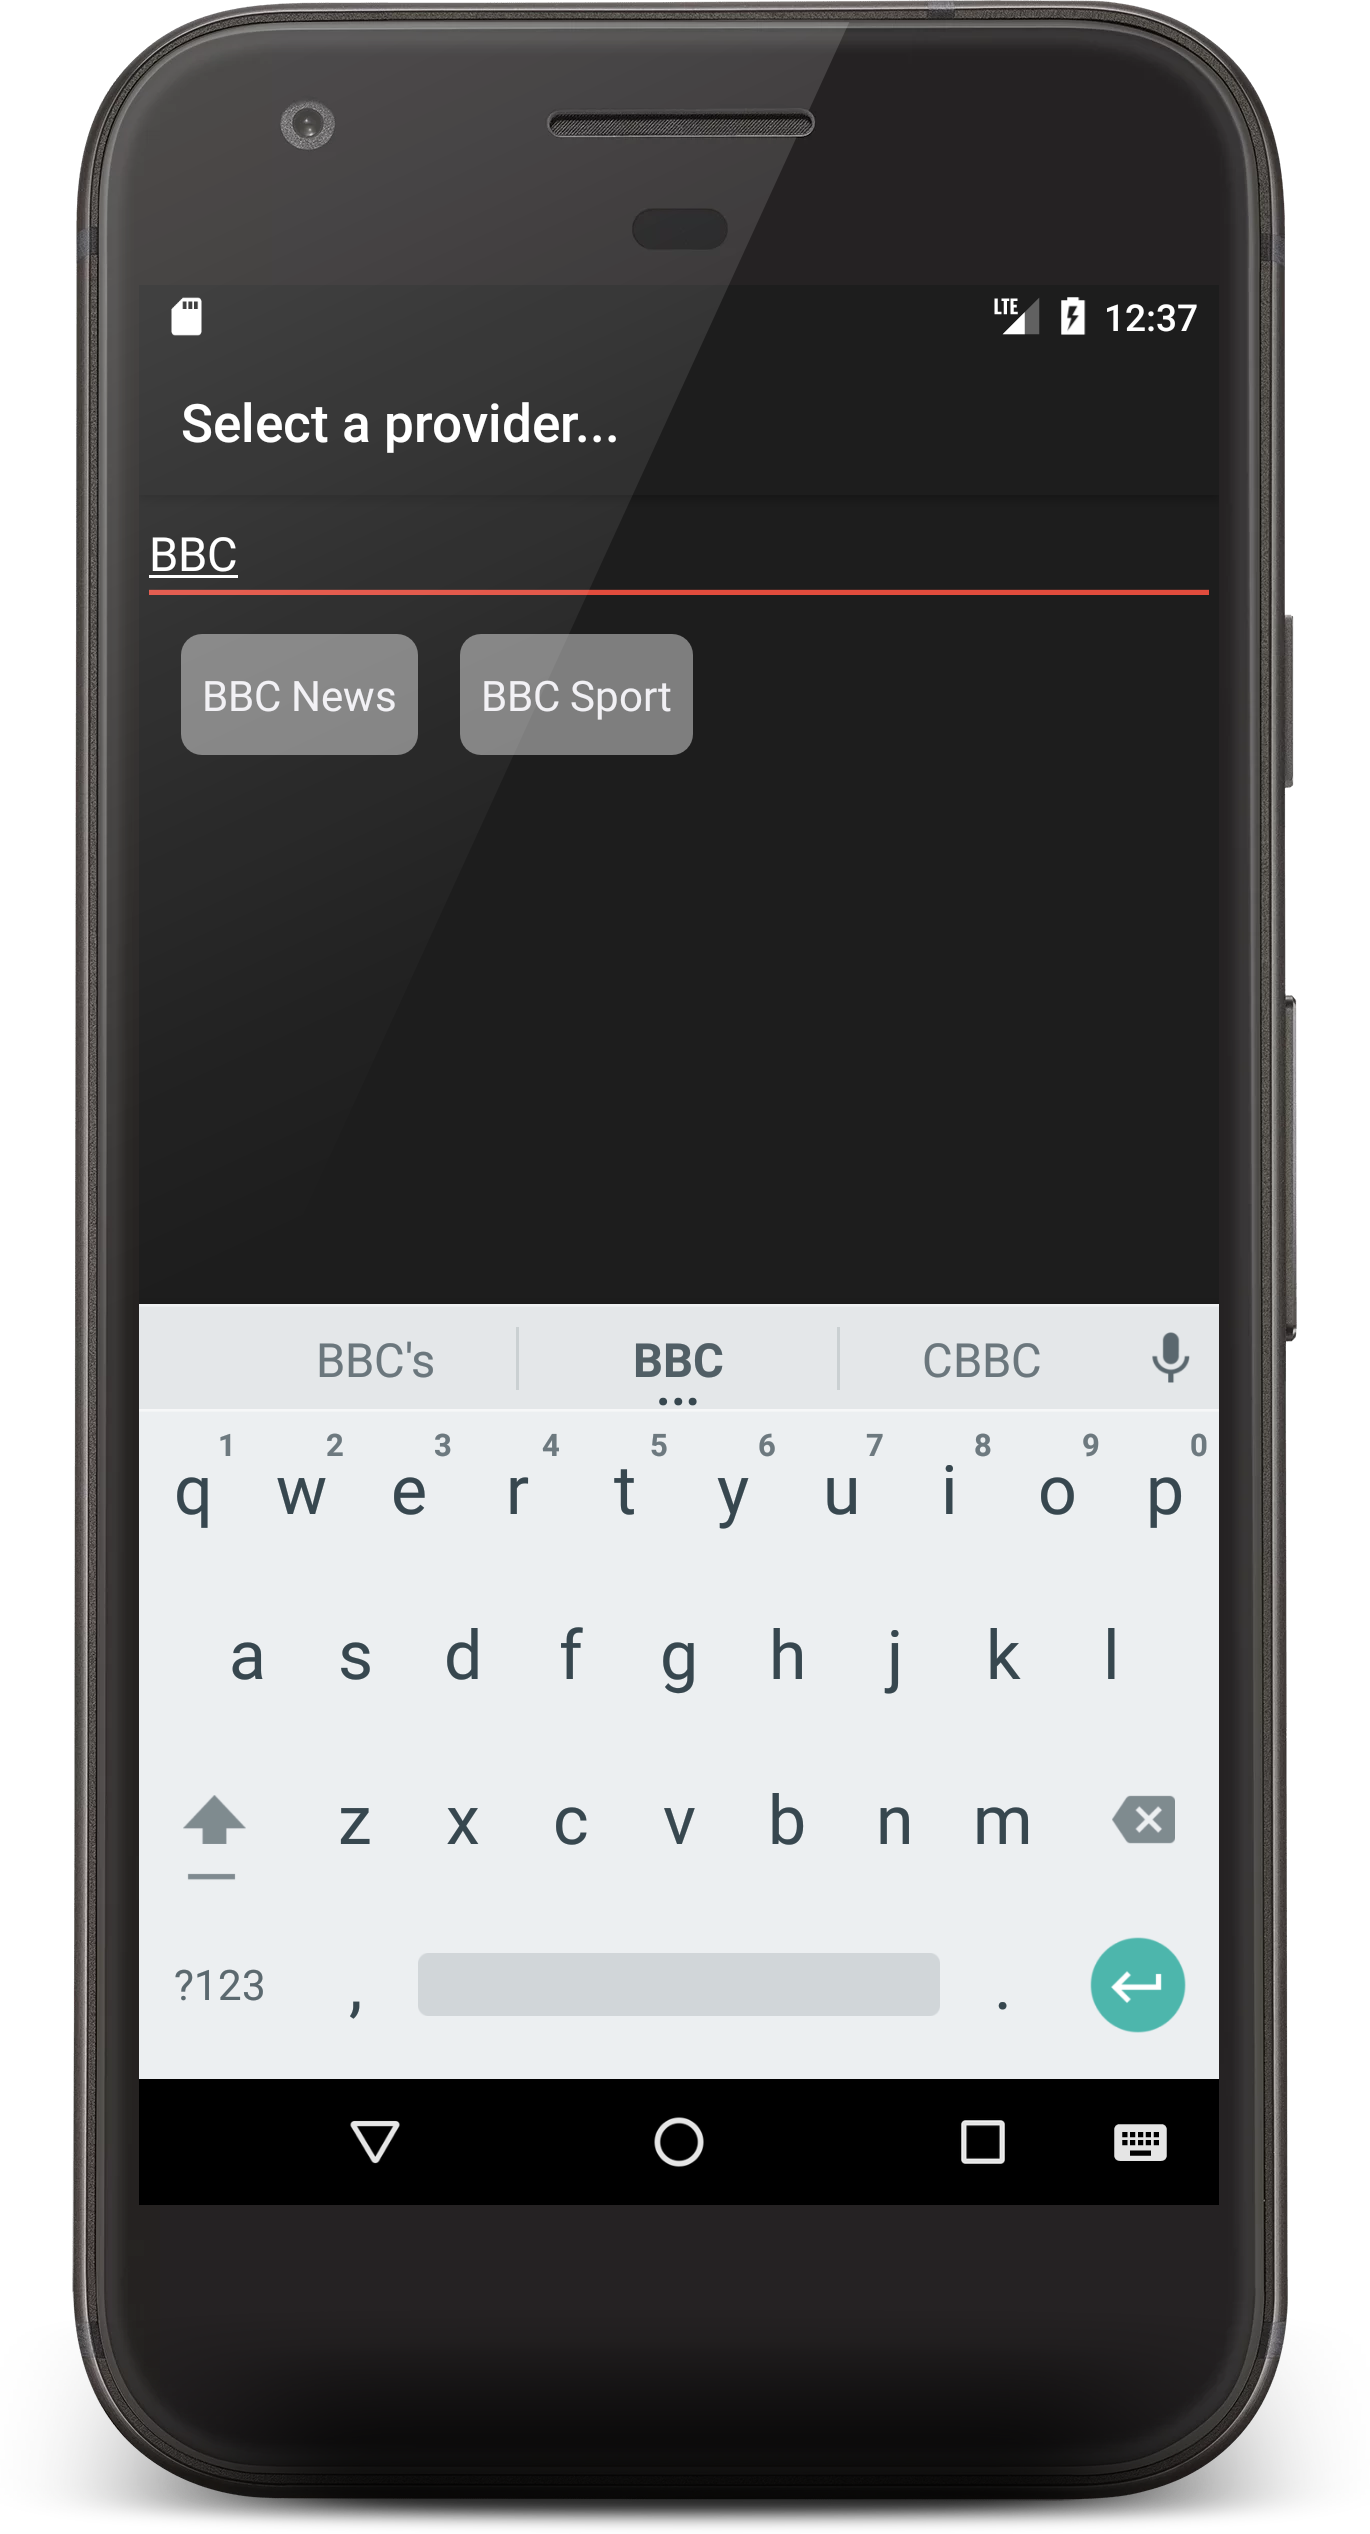 LTE 12:37
Select a provider...
BBC
BBC News BBC Sport
BBC's BBC CBBC
1 2 3 4 5 6 7 8 9 0
q w e r t y u i o p
a s d f g h j k l
z x c v b n m
?123 , .